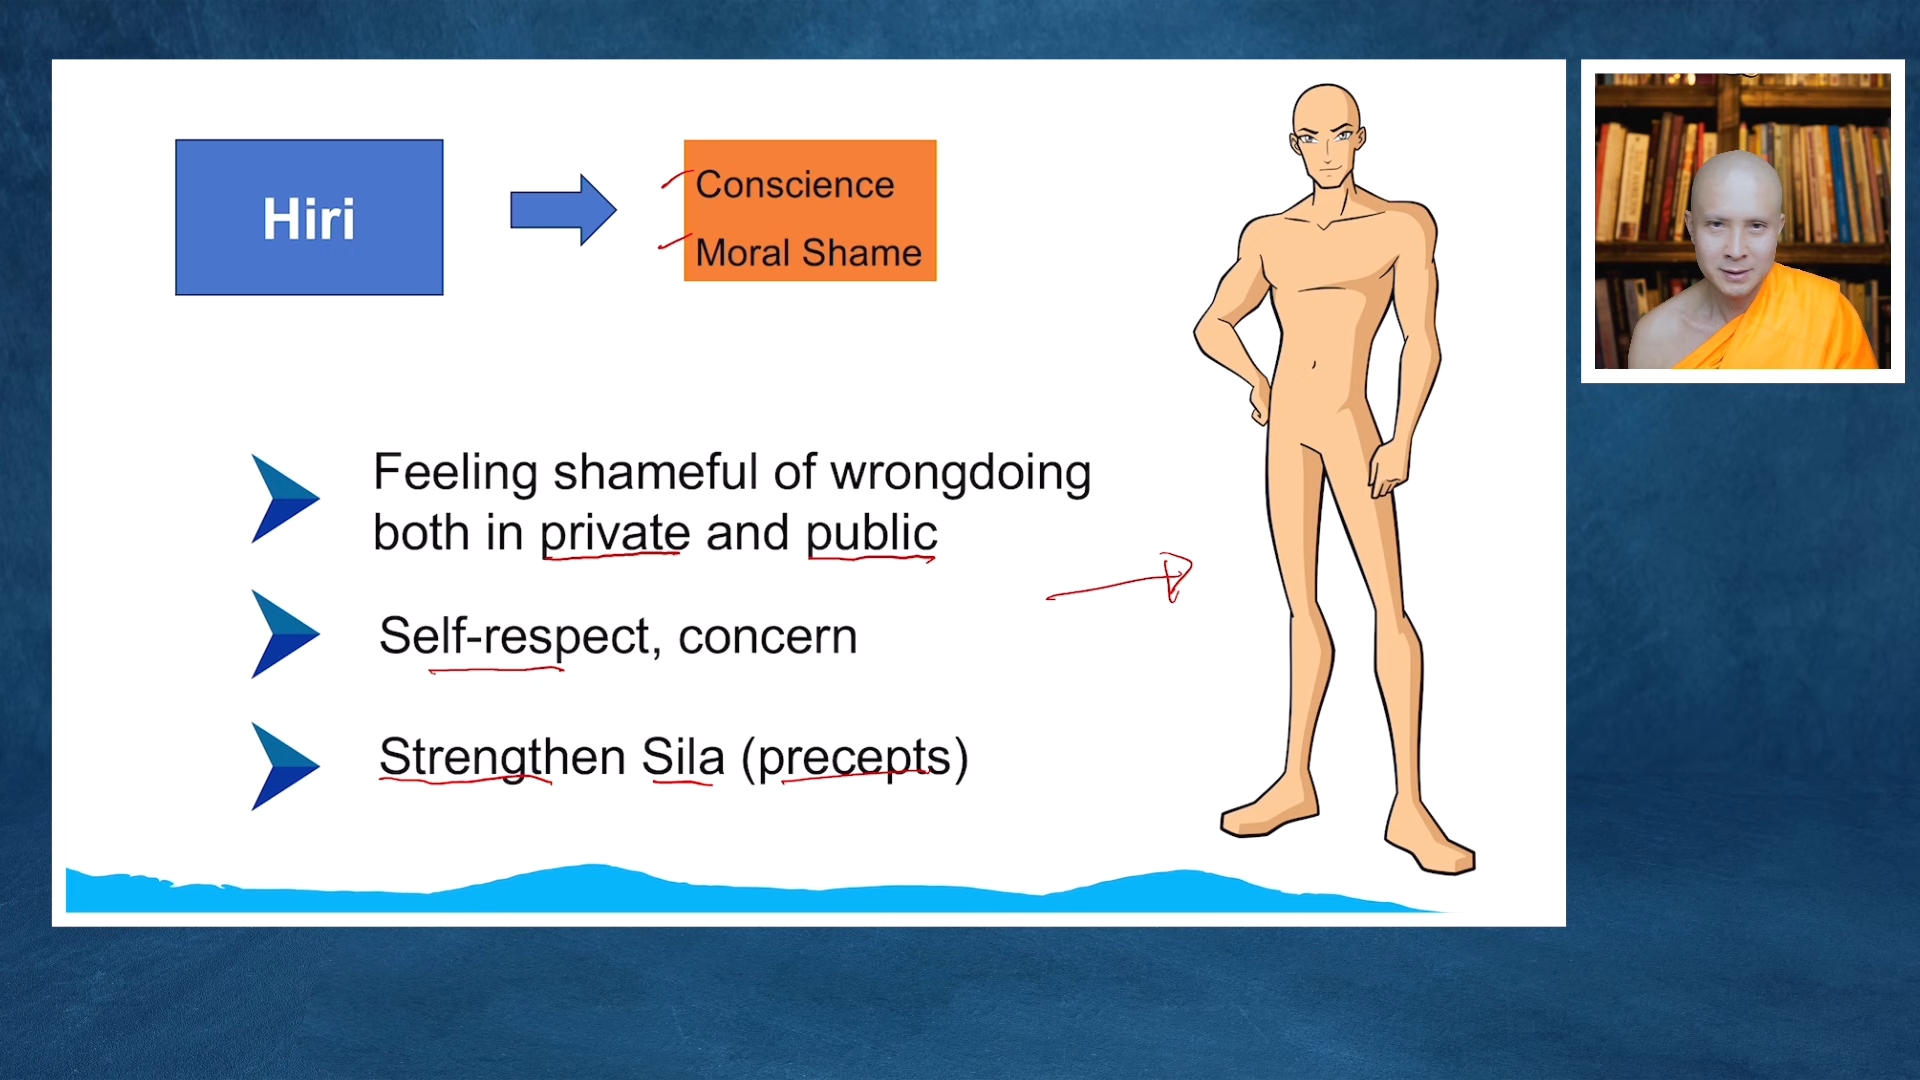 Hiri
Conscience
Moral Shame
Feeling shameful of wrongdoing
both in private and public
Self-respect, concern
Strengthen Sila (precepts)